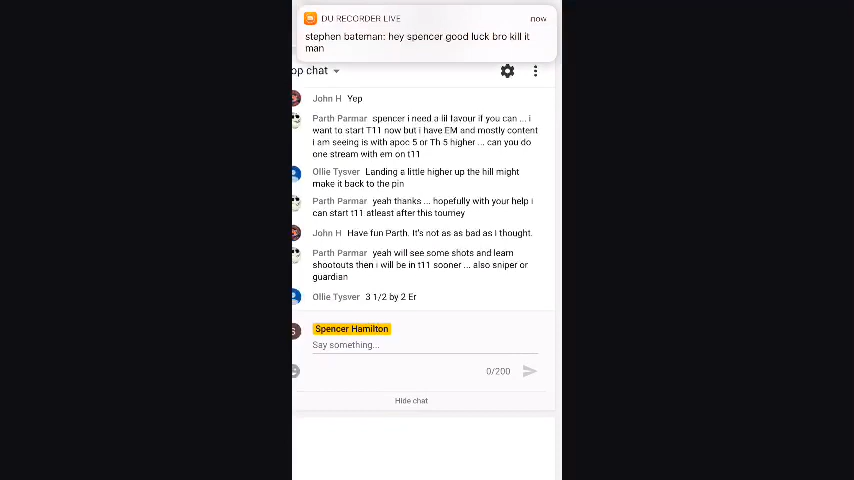 DU RECORDER LIVE now
stephen bateman: hey spencer good luck bro kill it
man
op chat
John H Yep
Parth Parmar spencer i need a lil favour if you can ... i
want to start T11 now but i have EM and mostly content
i am seeing is with apoc 5 or Th 5 higher ... can you do
one stream with em on t11
Ollie Tysver Landing a little higher up the hill might
make it back to the pin
Parth Parmar yeah thanks ... hopefully with your help i
can start t11 atleast after this tourney
John H Have fun Parth. It's not as as bad as I thought.
Parth Parmar yeah will see some shots and learn
shootouts then i will be in t11 sooner ... also sniper or
guardian
Ollie Tysver 3 1/2 by 2 Er
S Spencer Hamilton
Say something...
0/200
Hide chat